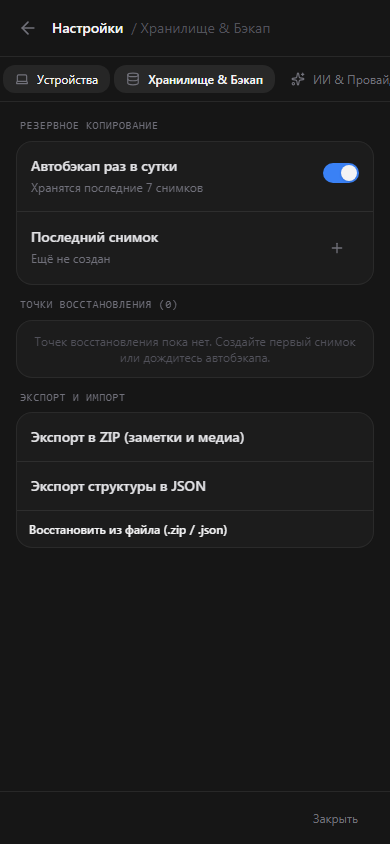 Настройки / Хранилище & Бэкап
Устройства
Хранилище & Бэкап
ИИ & Провай
РЕЗЕРВНОЕ КОПИРОВАНИЕ
Автобэкап раз в сутки
Хранятся последние 7 снимков
Последний снимок
Ещё не создан
ТОЧКИ ВОССТАНОВЛЕНИЯ (0)
Точек восстановления пока нет. Создайте первый снимок
или дождитесь автобэкапа.
ЭКСПОРТ И ИМПОРТ
Экспорт в ZIP (заметки и медиа)
Экспорт структуры в JSON
Восстановить из файла (.zip / .json)
Закрыть